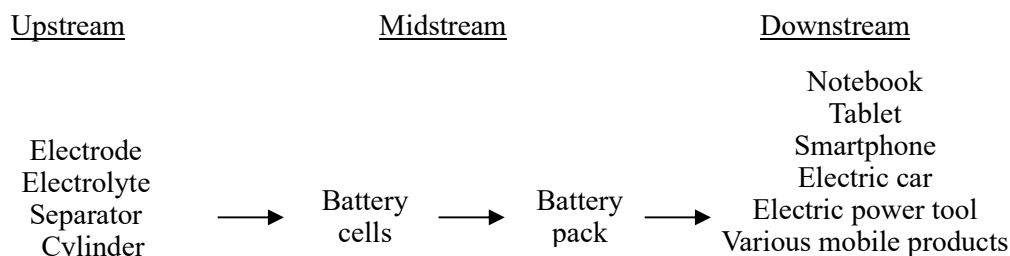 Upstream
Midstream
Downstream
Electrode
Electrolyte
Separator
Cylinder
Battery
cells
Battery
pack
Notebook
Tablet
Smartphone
Electric car
Electric power tool
Various mobile products